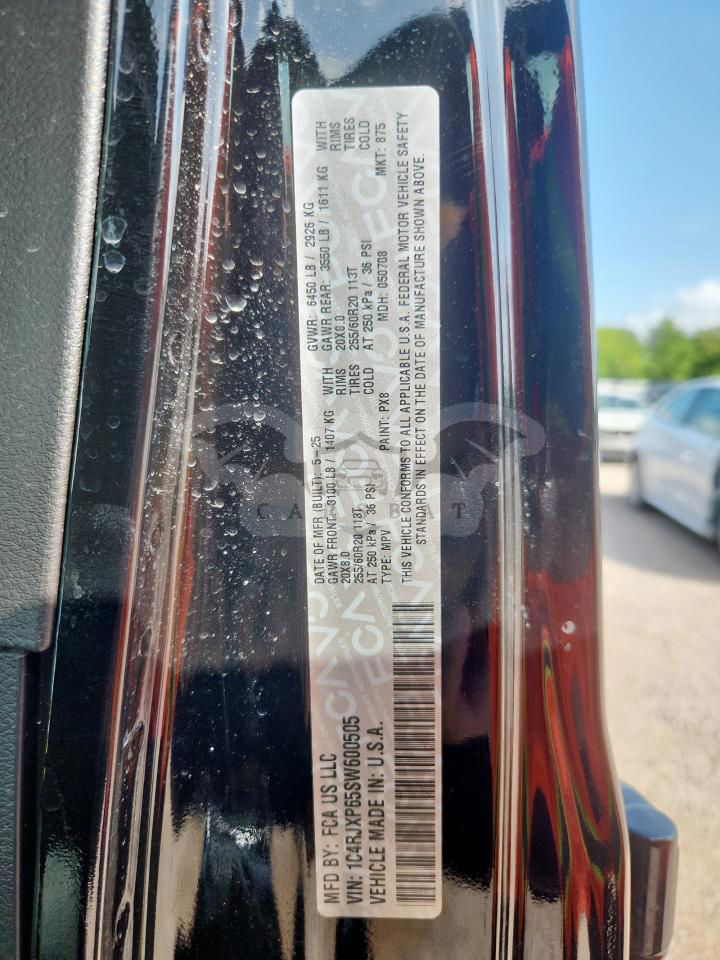 MFD BY: FCA US LLC
DATE OF MFR (BUILT): 5-25 GVWR: 6450 LB / 2926 KG WITH
GAWR FRONT: 3100 LB / 1407 KG WITH GAWR REAR: 3550 LB / 1611 KG RIMS
20X8.0 RIMS 20X8.0 TIRES
255/60R20 113T TIRES 255/60R20 113T COLD
AT 250 kPa / 36 PSI COLD AT 250 kPa / 36 PSI
TYPE: MPV PAINT: PX8 MDH: 050708 MKT: 875
VIN: 1C4RJXP65SW600505
VEHICLE MADE IN: U.S.A.
THIS VEHICLE CONFORMS TO ALL APPLICABLE U.S.A. FEDERAL MOTOR VEHICLE SAFETY
STANDARDS IN EFFECT ON THE DATE OF MANUFACTURE SHOWN ABOVE.